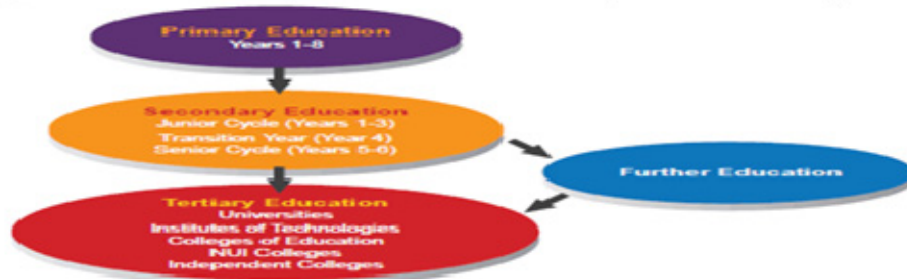 Primary Education
Years 1-8
Secondary Education
Junior Cycle (Years 1-3)
Transition Year (Year 4)
Senior Cycle (Years 5-6)
Further Education
Tertiary Education
Universities
Institutes of Technologies
Colleges of Education
NUI Colleges
Independent Colleges